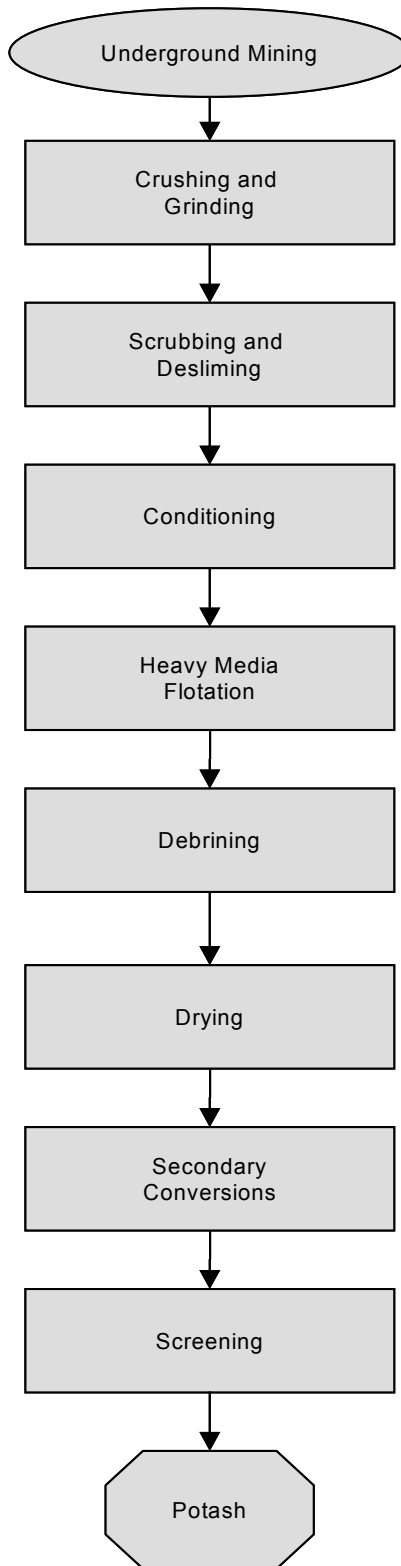 Underground Mining
Crushing and
Grinding
Scrubbing and
Desliming
Conditioning
Heavy Media
Flotation
Debrining
Drying
Secondary
Conversions
Screening
Potash